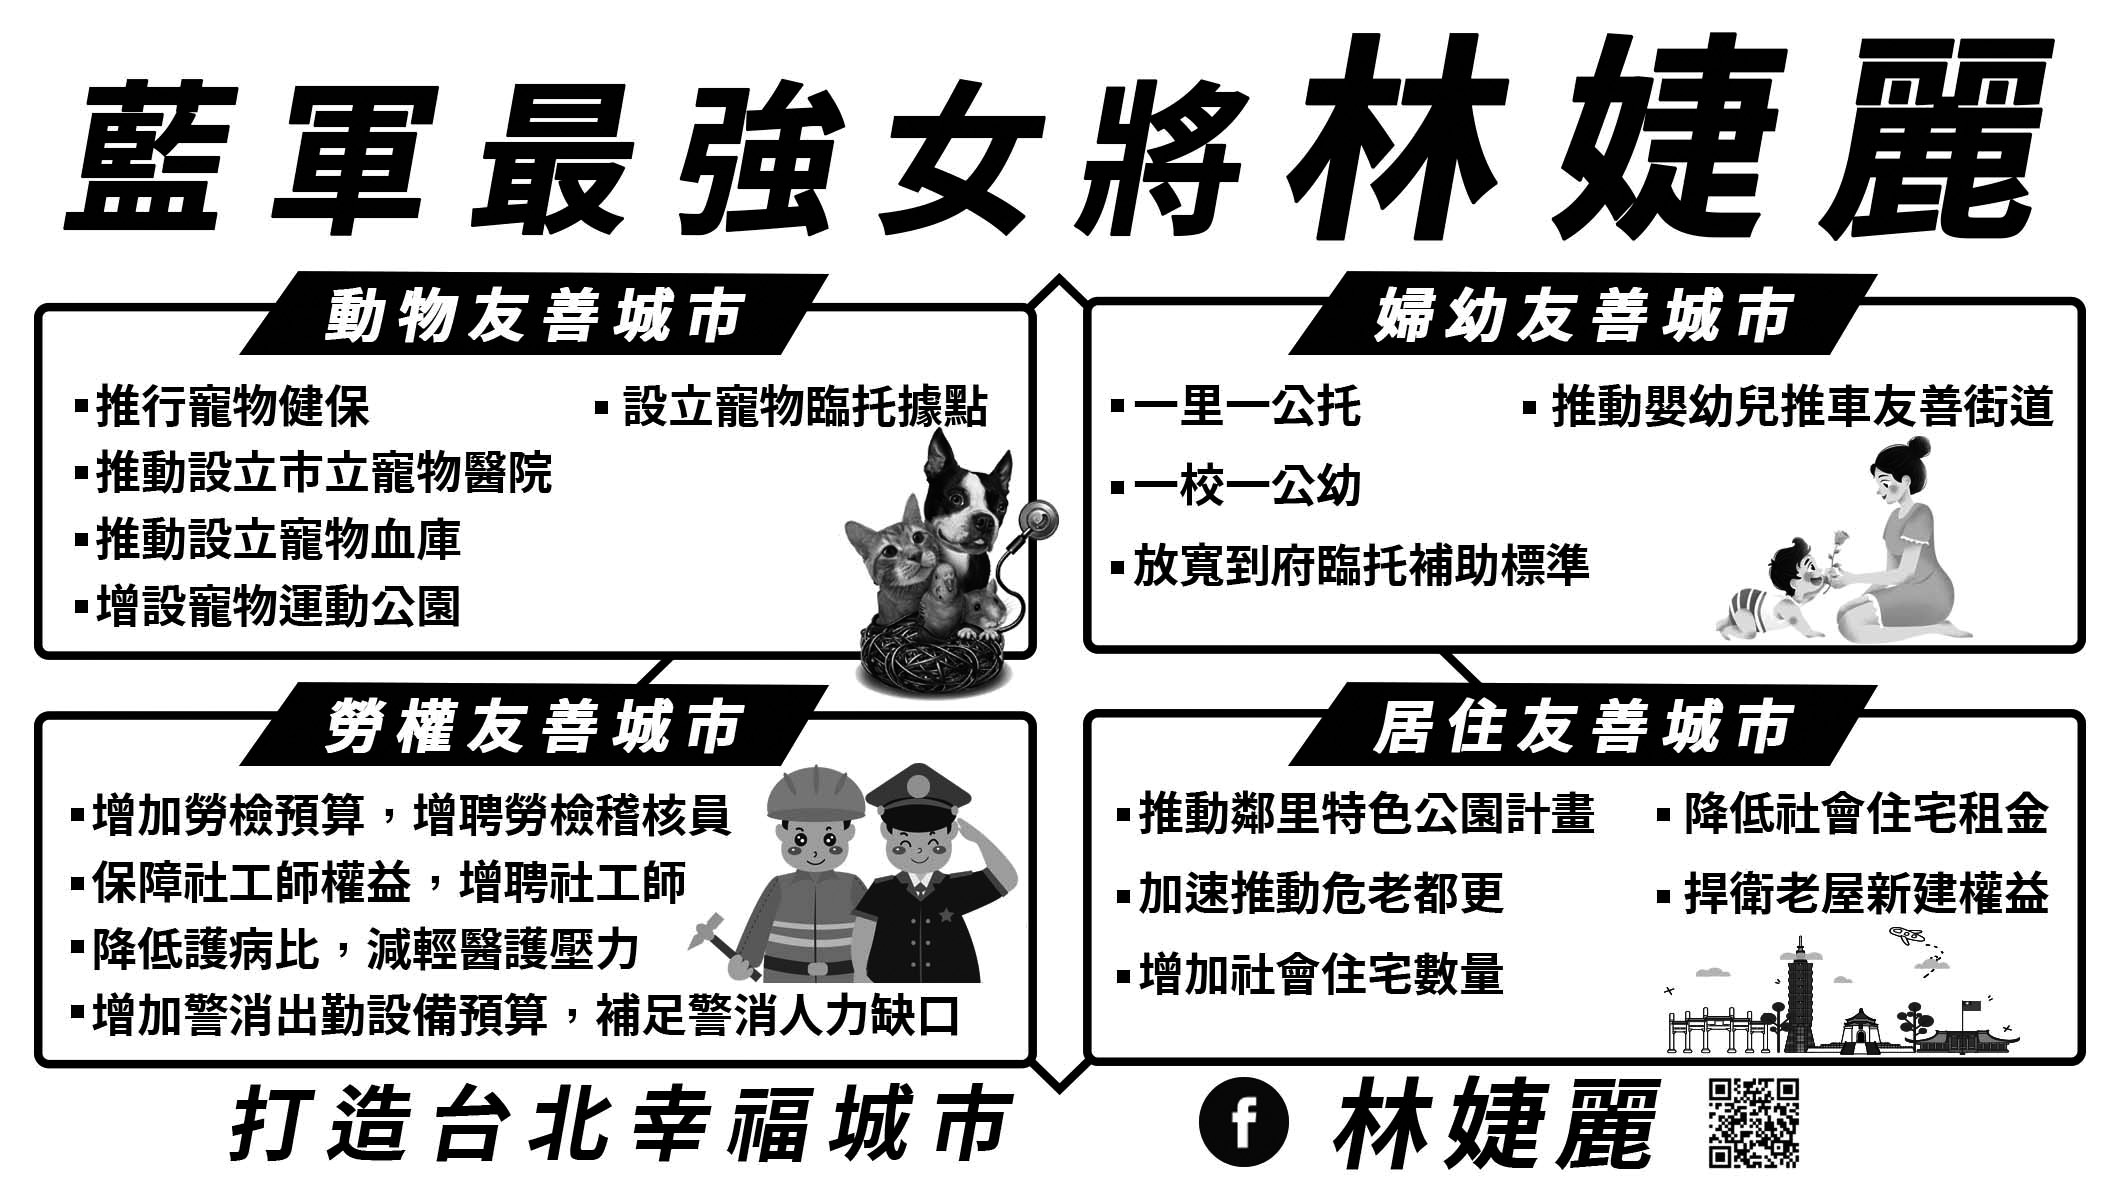 藍軍最強女將林婕麗
動物友善城市
▪推行寵物健保
▪推動設立市立寵物醫院
▪推動設立寵物血庫
▪增設寵物運動公園
▪設立寵物臨托據點
婦幼友善城市
▪一里一公托
▪一校一公幼
▪放寬到府臨托補助標準
▪推動嬰幼兒推車友善街道
勞權友善城市
▪增加勞檢預算，增聘勞檢稽核員
▪保障社工師權益，增聘社工師
▪降低護病比，減輕醫護壓力
▪增加警消出勤設備預算，補足警消人力缺口
居住友善城市
▪推動鄰里特色公園計畫
▪加速推動危老都更
▪增加社會住宅數量
▪降低社會住宅租金
▪捍衛老屋新建權益
打造台北幸福城市
f 林婕麗